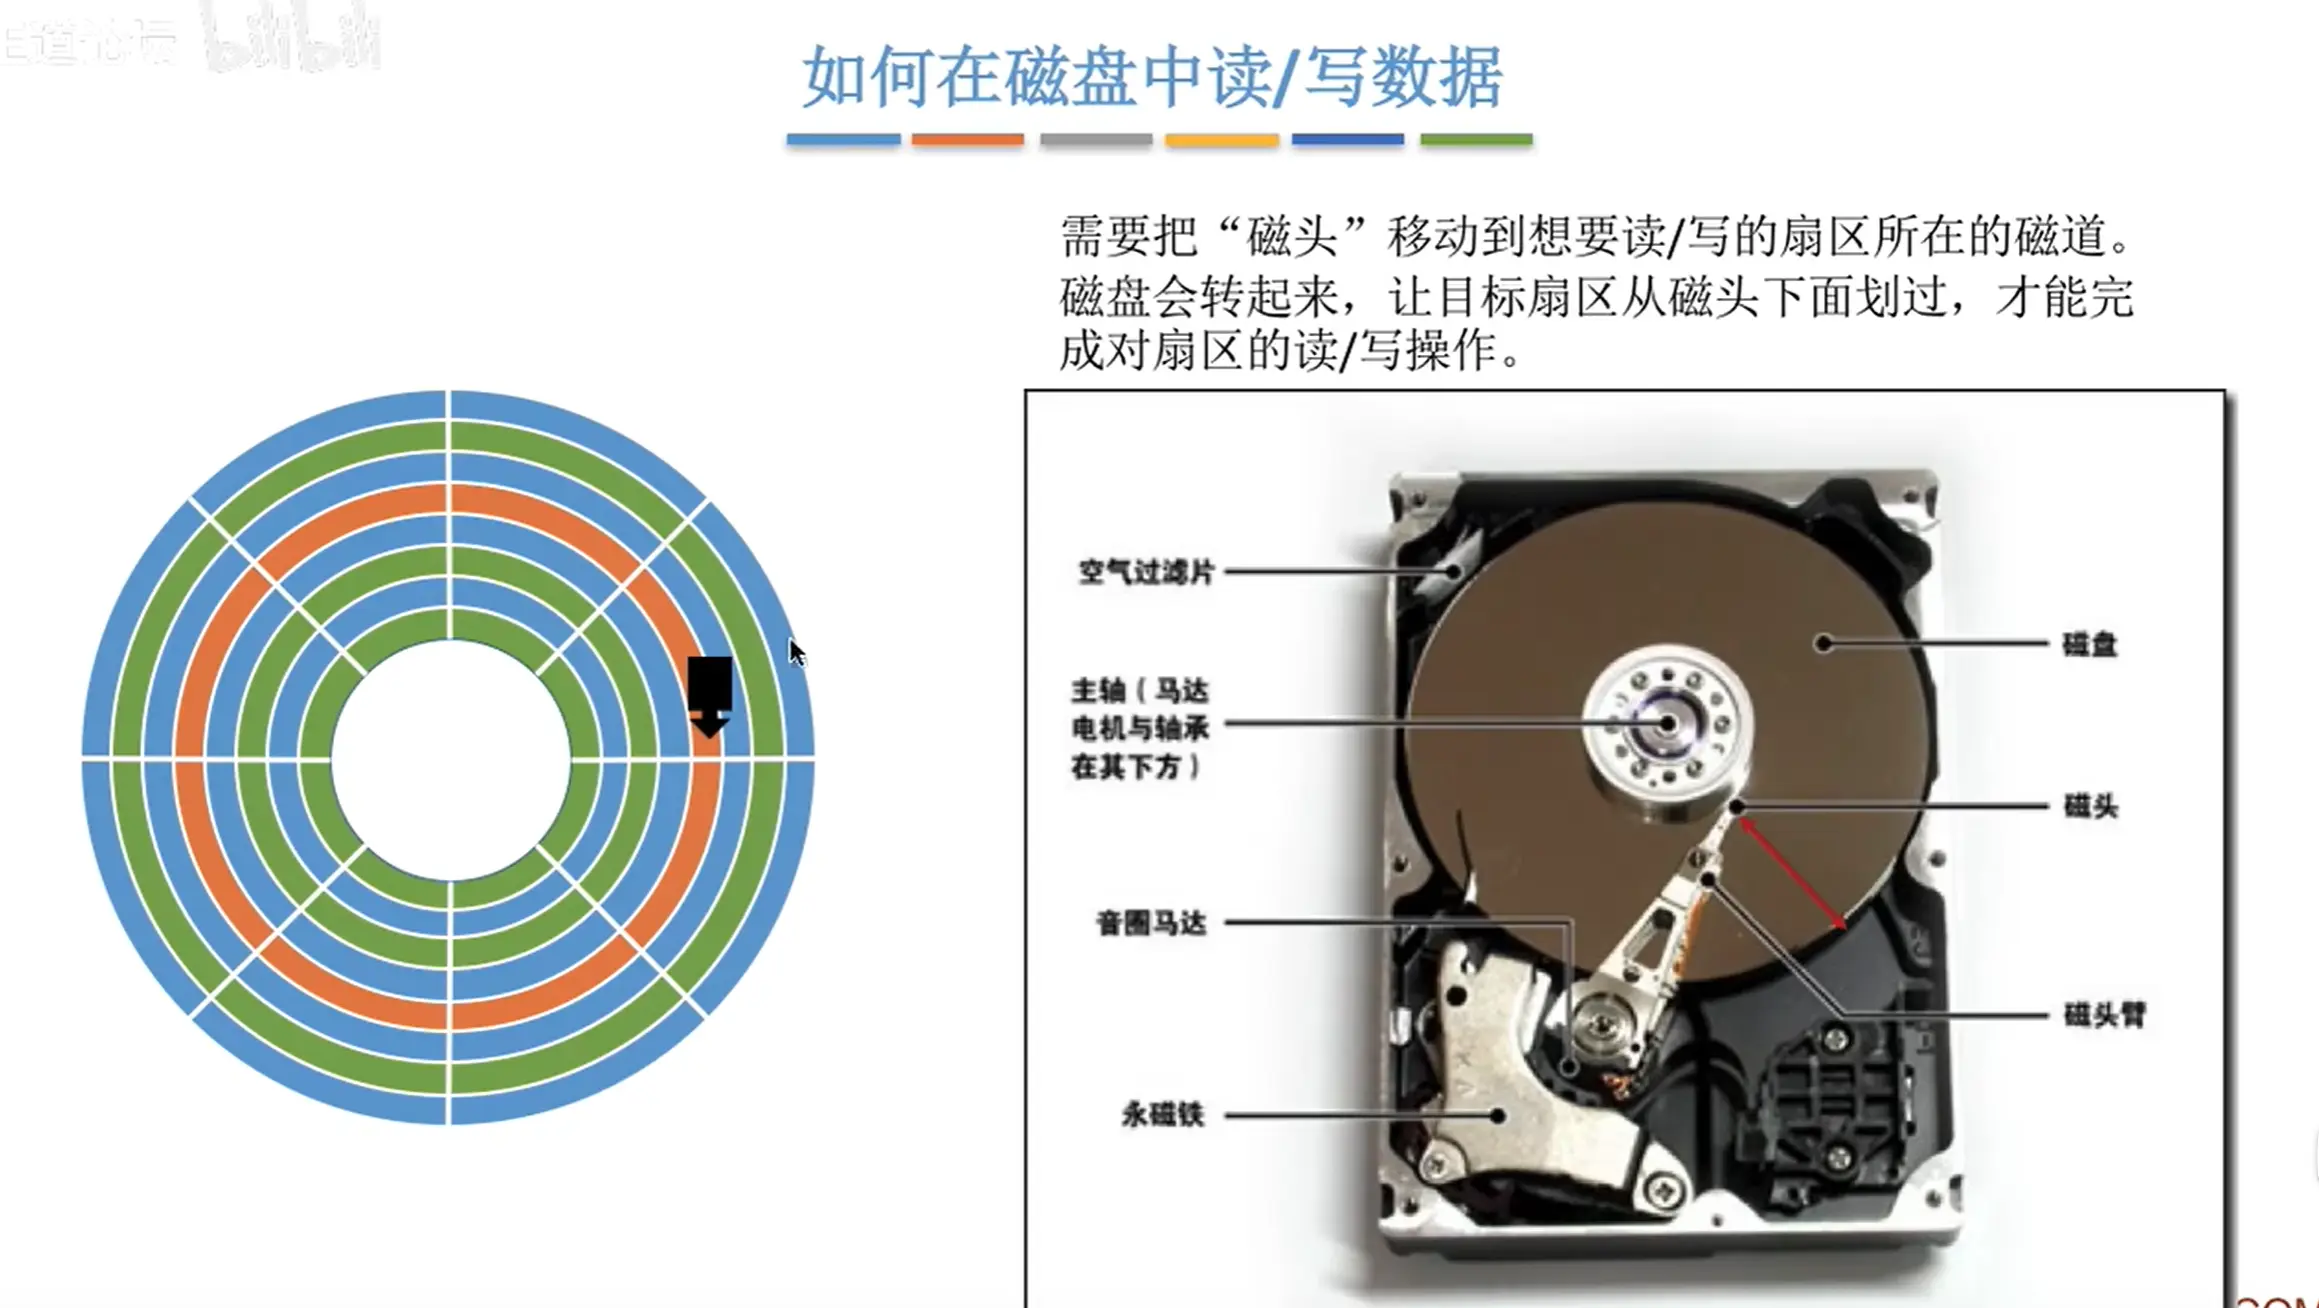 王道论坛 bilibili
如何在磁盘中读/写数据
需要把“磁头”移动到想要读/写的扇区所在的磁道。
磁盘会转起来，让目标扇区从磁头下面划过，才能完
成对扇区的读/写操作。
空气过滤片
磁盘
主轴（马达
电机与轴承
在其下方）
磁头
音圈马达
磁头臂
永磁铁